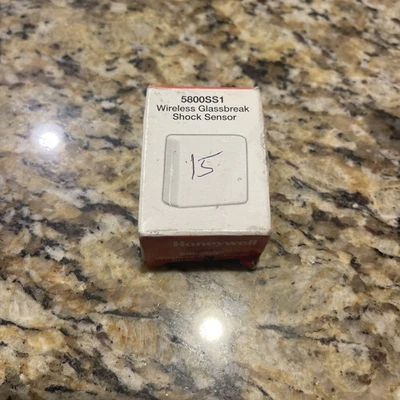 5800SS1
Wireless Glassbreak
Shock Sensor
15
Honeywell